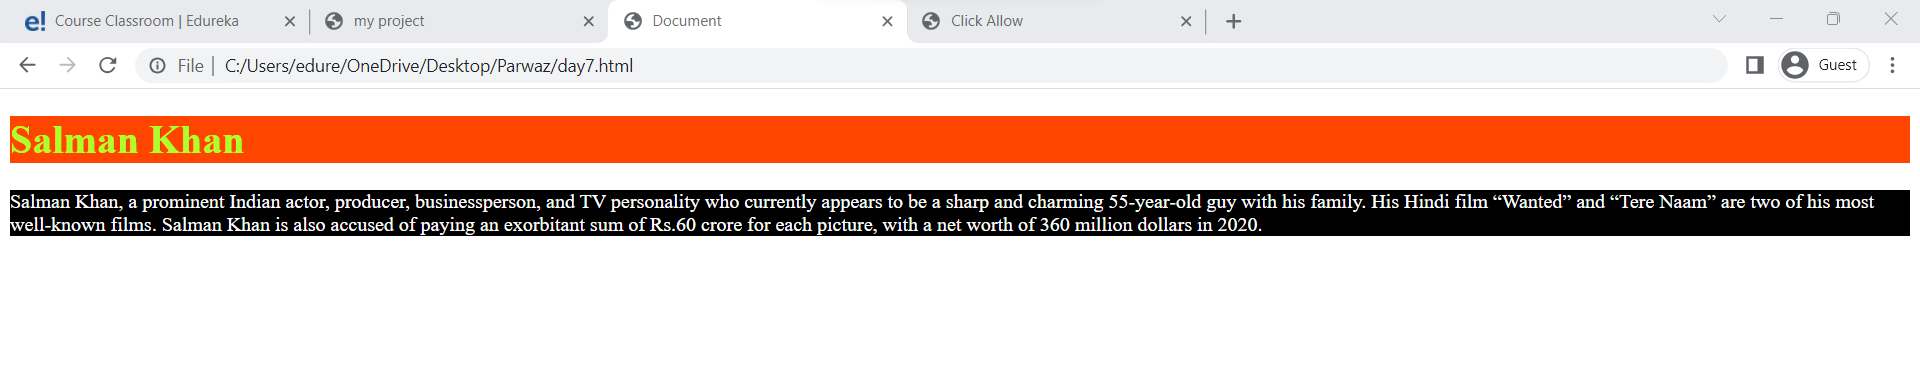 e! Course Classroom | Edureka
my project
Document
Click Allow
File | C:/Users/edure/OneDrive/Desktop/Parwaz/day7.html
Guest
Salman Khan
Salman Khan, a prominent Indian actor, producer, businessperson, and TV personality who currently appears to be a sharp and charming 55-year-old guy with his family. His Hindi film “Wanted” and “Tere Naam” are two of his most
well-known films. Salman Khan is also accused of paying an exorbitant sum of Rs.60 crore for each picture, with a net worth of 360 million dollars in 2020.